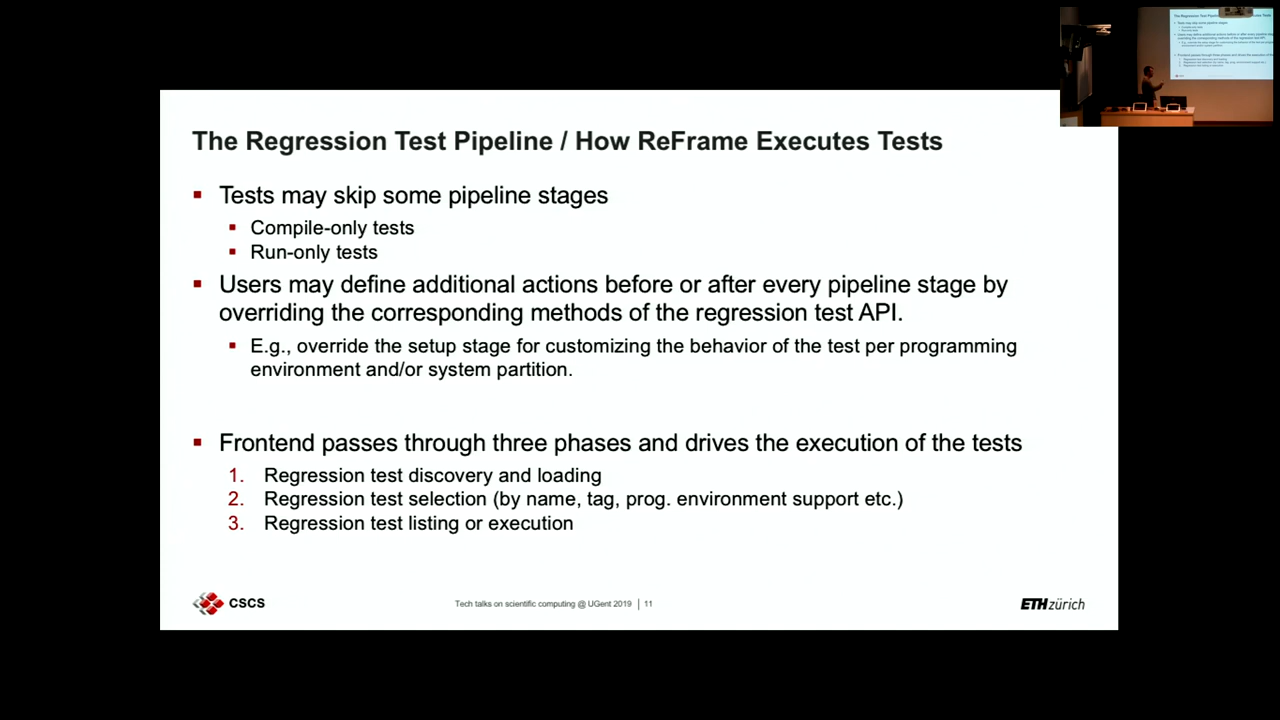 The Regression Test Pipeline / How ReFrame Executes Tests
Tests may skip some pipeline stages
Compile-only tests
Run-only tests
Users may define additional actions before or after every pipeline stage by
overriding the corresponding methods of the regression test API.
E.g., override the setup stage for customizing the behavior of the test per programming
environment and/or system partition.
Frontend passes through three phases and drives the execution of the tests
1. Regression test discovery and loading
2. Regression test selection (by name, tag, prog. environment support etc.)
3. Regression test listing or execution
CSCS
Tech talks on scientific computing @ UGent 2019 | 11
ETH zürich